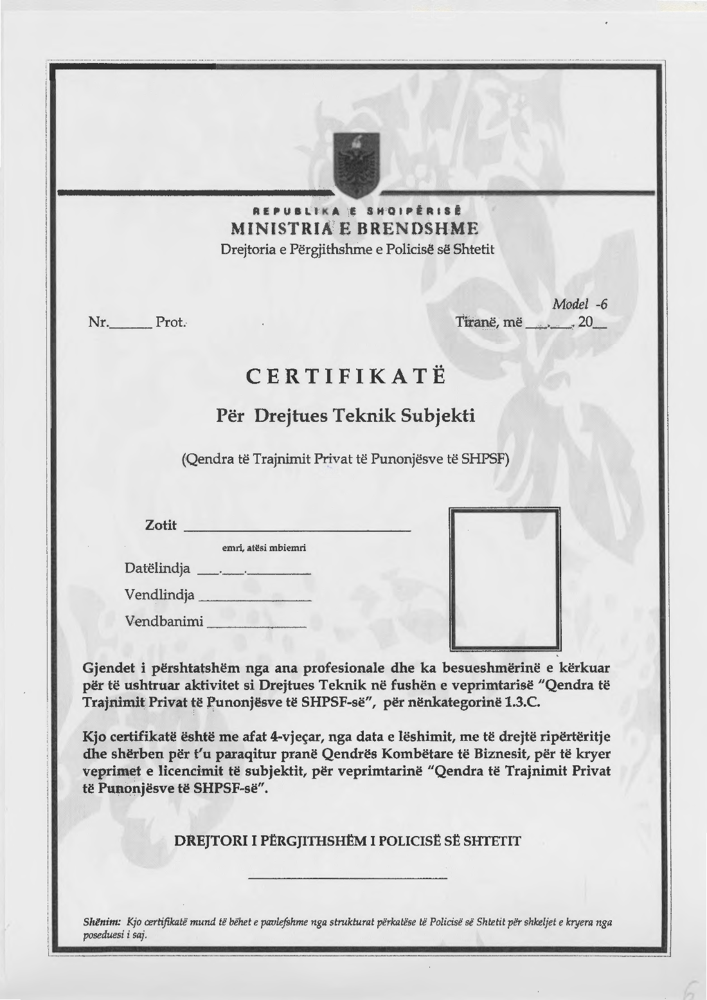 REPUBLIKA E SHQIPËRISË
MINISTRIA E BRENDSHME
Drejtoria e Përgjithshme e Policisë së Shtetit
Model -6
Nr.______ Prot. Tiranë, më ___.___. 20__
CERTIFIKATË
Për Drejtues Teknik Subjekti
(Qendra të Trajnimit Privat të Punonjësve të SHPSF)
Zotit ________________________________
emri, atësi mbiemri
Datëlindja ___.___._________
Vendlindja ________________
Vendbanimi ______________
Gjendet i përshtatshëm nga ana profesionale dhe ka besueshmërinë e kërkuar
për të ushtruar aktivitet si Drejtues Teknik në fushën e veprimtarisë "Qendra të
Trajnimit Privat të Punonjësve të SHPSF-së", për nënkategorinë 1.3.C.
Kjo certifikatë është me afat 4-vjeçar, nga data e lëshimit, me të drejtë ripërtëritje
dhe shërben për t'u paraqitur pranë Qendrës Kombëtare të Biznesit, për të kryer
veprimet e licencimit të subjektit, për veprimtarinë "Qendra të Trajnimit Privat
të Punonjësve të SHPSF-së".
DREJTORI I PËRGJITHSHËM I POLICISË SË SHTETIT
____________________________
Shënim: Kjo certifikatë mund të bëhet e pavlefshme nga strukturat përkatëse të Policisë së Shtetit për shkeljet e kryera nga
poseduesi i saj.
6